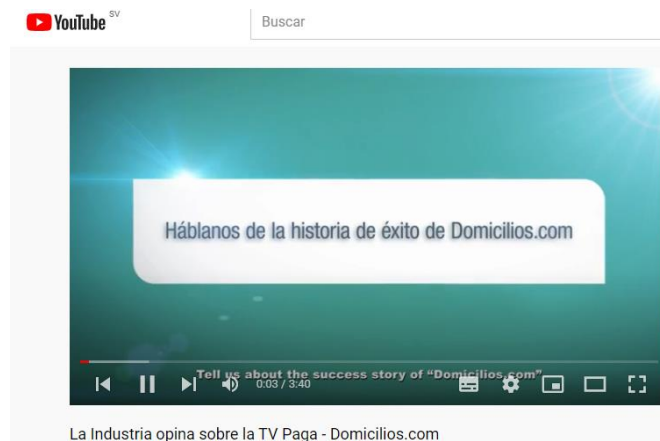 YouTube SV
Buscar
Háblanos de la historia de éxito de Domicilios.com
Tell us about the success story of “Domicilios.com”
0:03 / 3:40
La Industria opina sobre la TV Paga - Domicilios.com